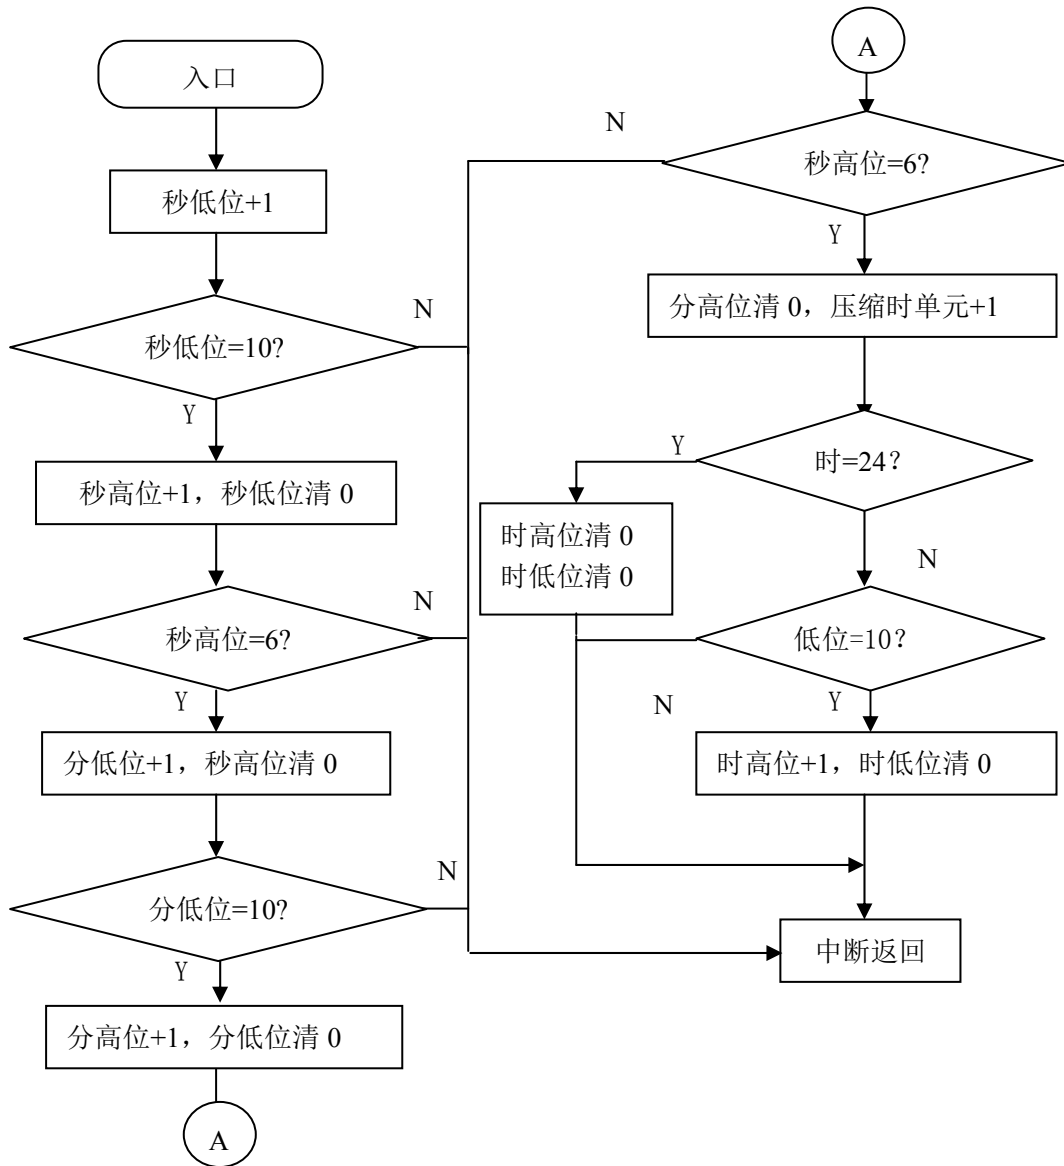 入口
秒低位+1
秒低位=10?
N
Y
秒高位+1，秒低位清 0
秒高位=6?
N
Y
分低位+1，秒高位清 0
分低位=10?
N
Y
分高位+1，分低位清 0
A
A
秒高位=6?
N
Y
分高位清 0，压缩时单元+1
时=24？
Y
时高位清 0
时低位清 0
N
低位=10？
N
Y
时高位+1，时低位清 0
中断返回